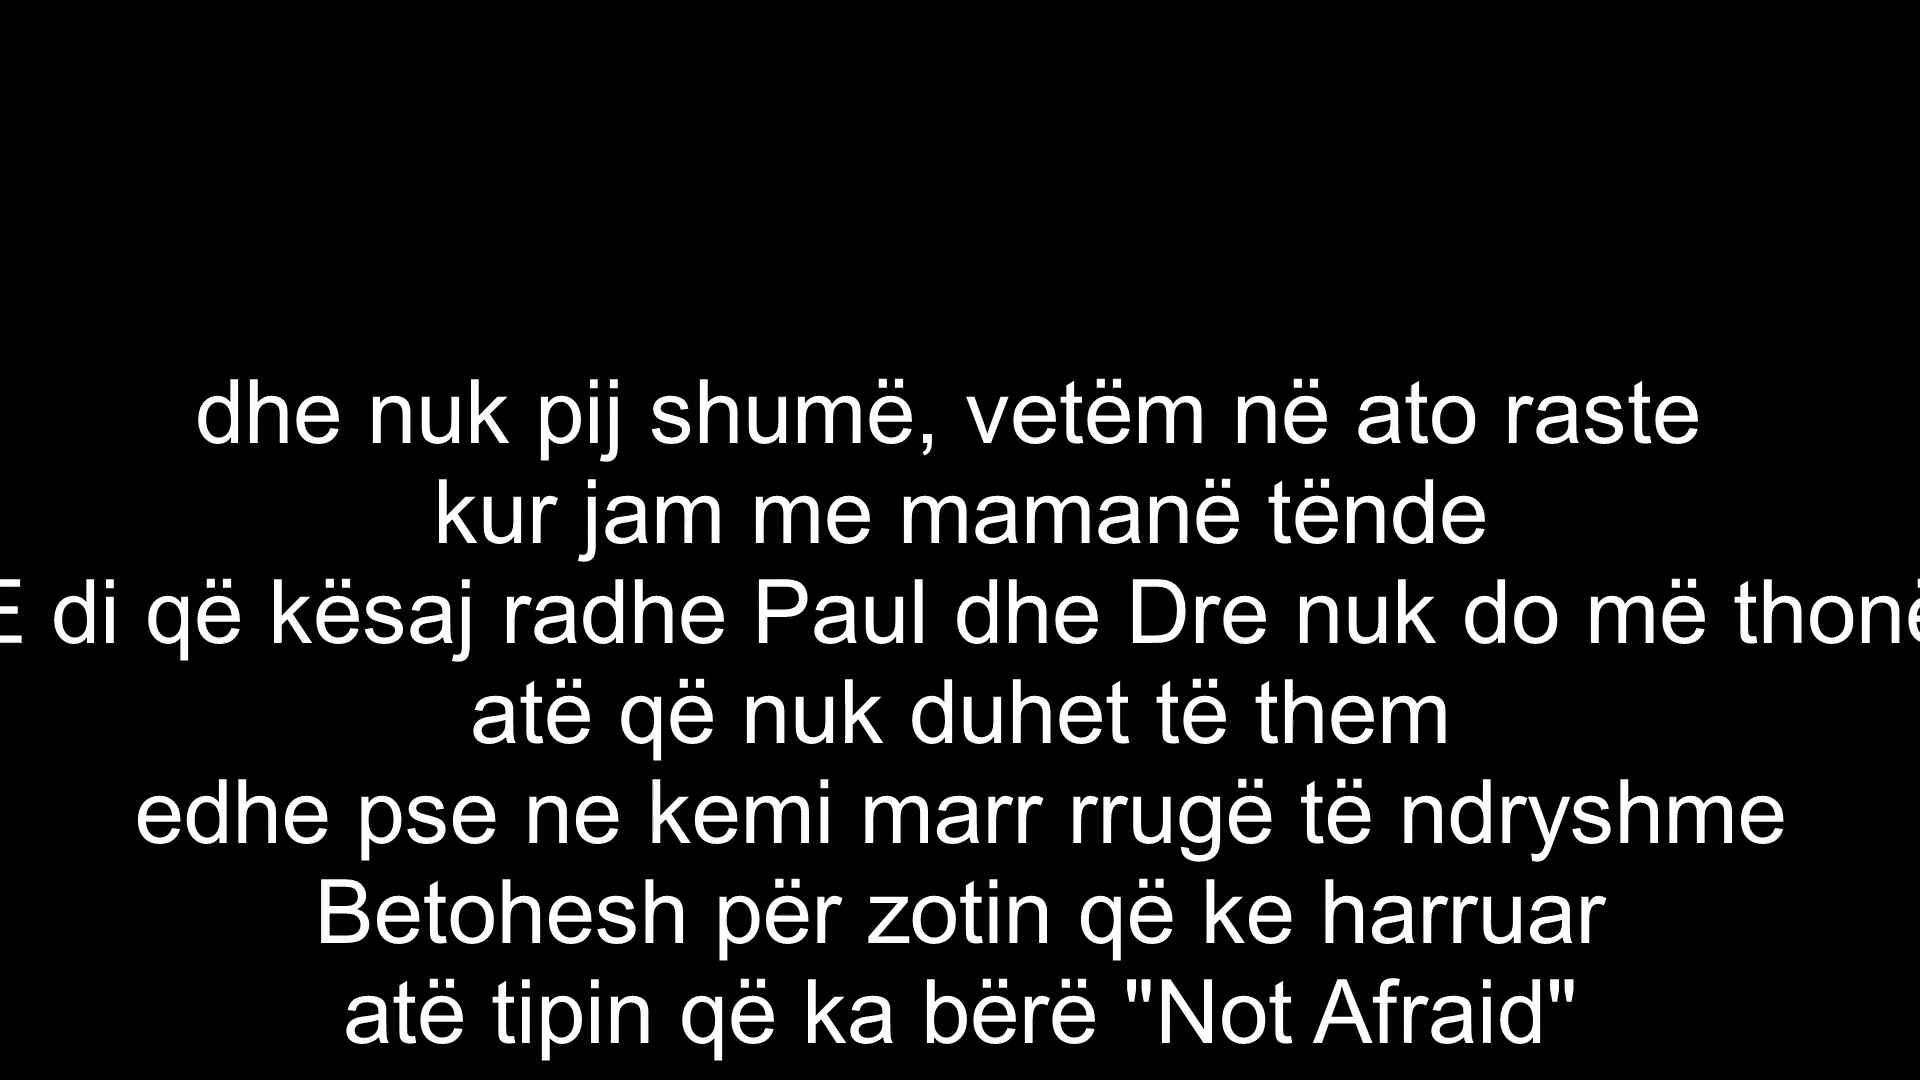 dhe nuk pij shumë, vetëm në ato raste
kur jam me mamanë tënde
E di që kësaj radhe Paul dhe Dre nuk do më thonë
atë që nuk duhet të them
edhe pse ne kemi marr rrugë të ndryshme
Betohesh për zotin që ke harruar
atë tipin që ka bërë "Not Afraid"